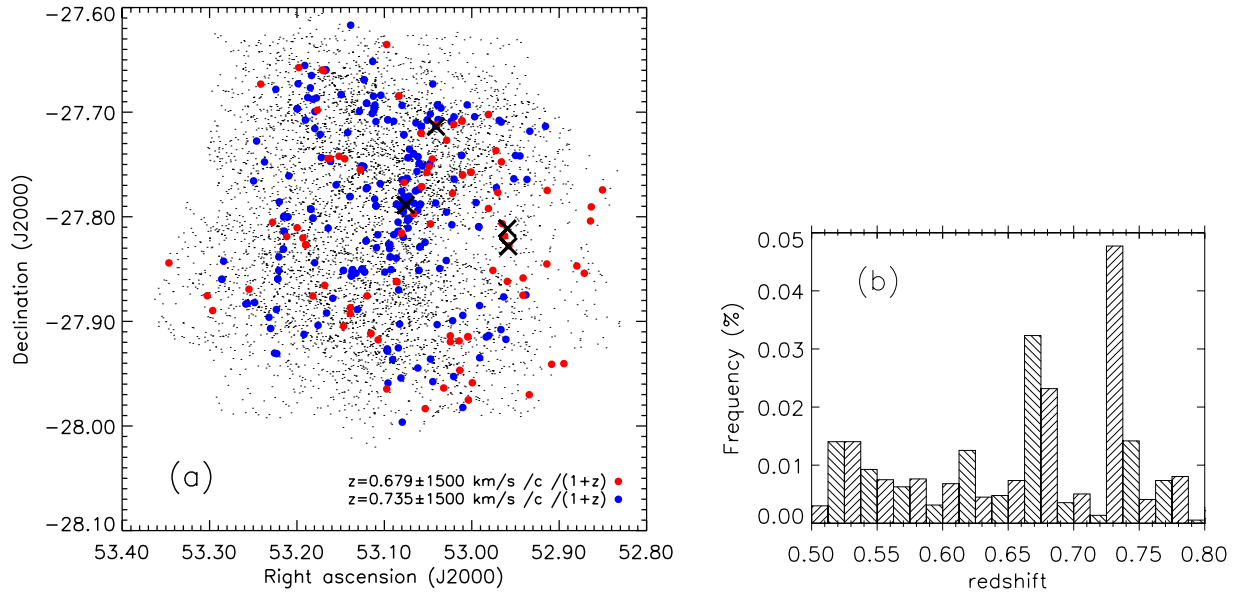 −27.60
−27.70
−27.80
−27.90
−28.00
−28.10
Declination (J2000)
(a)
z=0.679±1500 km/s /c /(1+z)
z=0.735±1500 km/s /c /(1+z)
53.40 53.30 53.20 53.10 53.00 52.90 52.80
Right ascension (J2000)
0.05
0.04
0.03
0.02
0.01
0.00
Frequency (%)
(b)
0.50 0.55 0.60 0.65 0.70 0.75 0.80
redshift